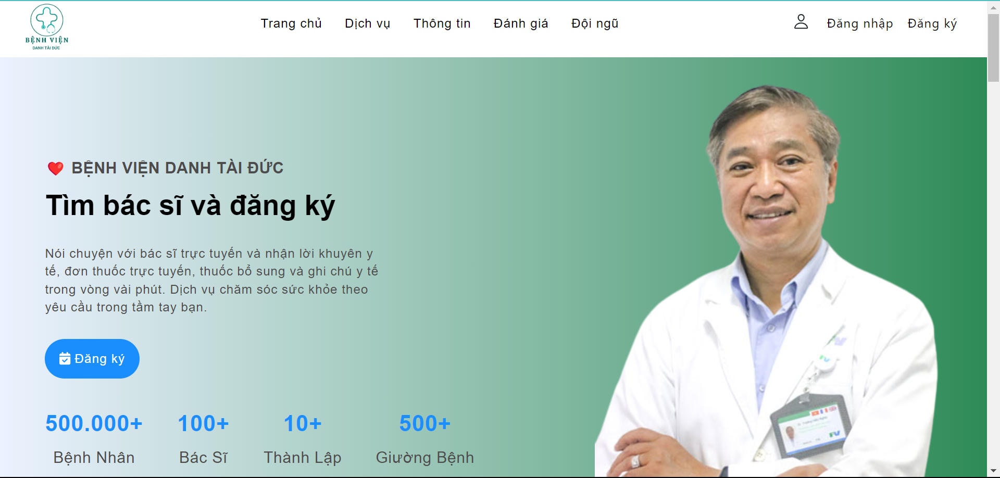 BỆNH VIỆN
DANH TÀI ĐỨC
Trang chủ
Dịch vụ
Thông tin
Đánh giá
Đội ngũ
Đăng nhập
Đăng ký
BỆNH VIỆN DANH TÀI ĐỨC
Tìm bác sĩ và đăng ký
Nói chuyện với bác sĩ trực tuyến và nhận lời khuyên y
tế, đơn thuốc trực tuyến, thuốc bổ sung và ghi chú y tế
trong vòng vài phút. Dịch vụ chăm sóc sức khỏe theo
yêu cầu trong tầm tay bạn.
Đăng ký
500.000+
Bệnh Nhân
100+
Bác Sĩ
10+
Thành Lập
500+
Giường Bệnh
FV